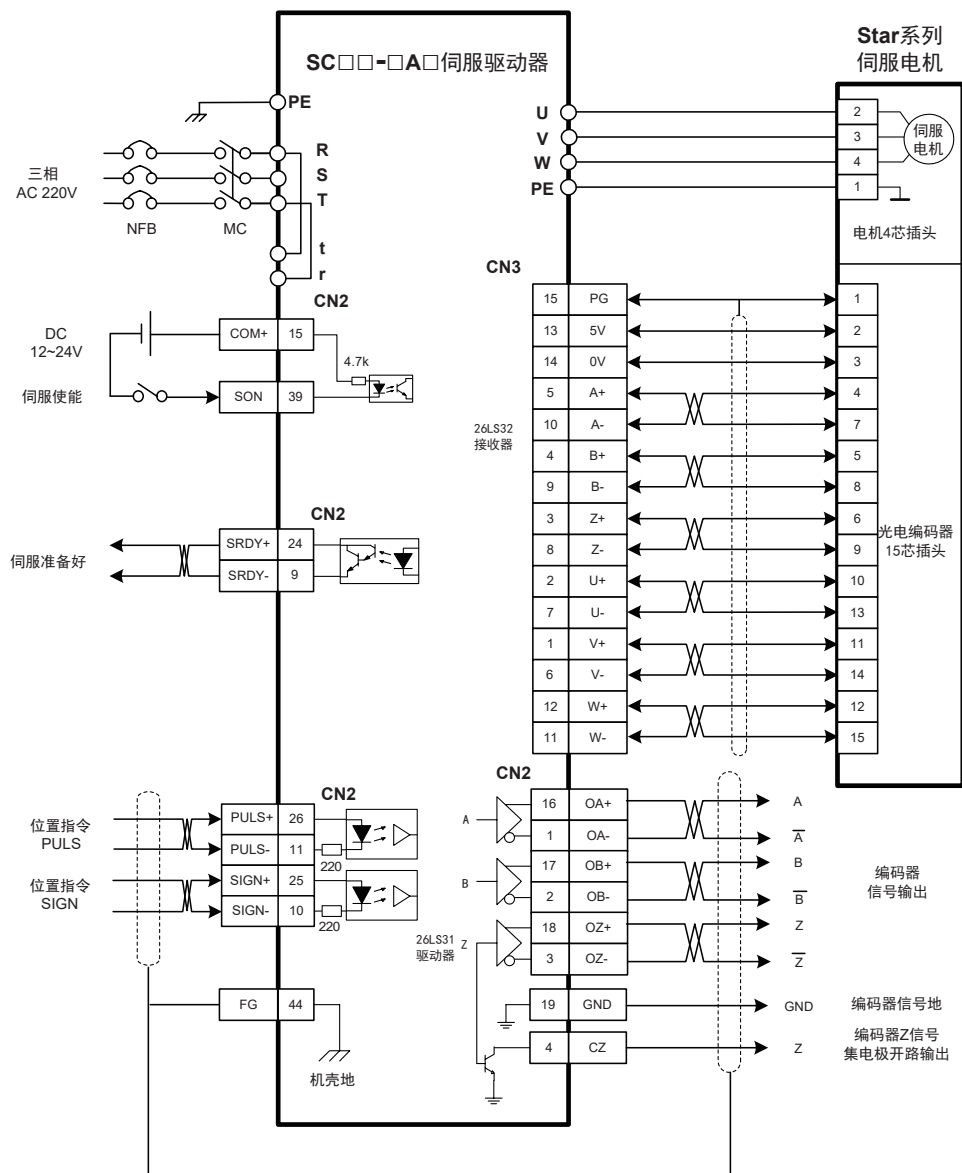 SC□□-□A□伺服驱动器
Star系列
伺服电机
PE
三相
AC 220V
NFB
MC
R
S
T
t
r
U
V
W
PE
2
3
4
1
伺服
电机
电机4芯插头
CN2
DC
12~24V
伺服使能
COM+ 15
SON 39
4.7k
CN3
26LS32
接收器
15 PG 1
13 5V 2
14 0V 3
5 A+ 4
10 A- 7
4 B+ 5
9 B- 8
3 Z+ 6
8 Z- 9
2 U+ 10
7 U- 13
1 V+ 11
6 V- 14
12 W+ 12
11 W- 15
光电编码器
15芯插头
CN2
伺服准备好
SRDY+ 24
SRDY- 9
CN2
位置指令
PULS
PULS+ 26
PULS- 11
220
位置指令
SIGN
SIGN+ 25
SIGN- 10
220
FG 44
机壳地
CN2
A
16 OA+ A
1 OA- A̅
B
17 OB+ B
2 OB- B̅
26LS31
驱动器
Z
18 OZ+ Z
3 OZ- Z̅
编码器
信号输出
19 GND GND
编码器信号地
4 CZ Z
编码器Z信号
集电极开路输出